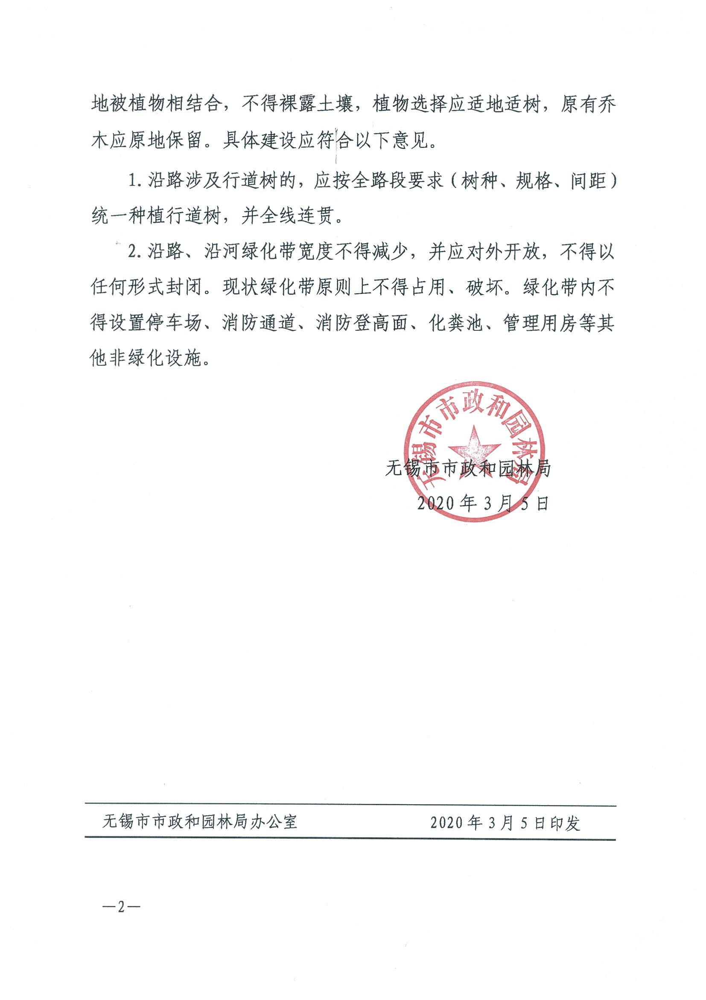 地被植物相结合，不得裸露土壤，植物选择应适地适树，原有乔
木应原地保留。具体建设应符合以下意见。
1. 沿路涉及行道树的，应按全路段要求（树种、规格、间距）
统一种植行道树，并全线连贯。
2. 沿路、沿河绿化带宽度不得减少，并应对外开放，不得以
任何形式封闭。现状绿化带原则上不得占用、破坏。绿化带内不
得设置停车场、消防通道、消防登高面、化粪池、管理用房等其
他非绿化设施。
无锡市市政和园林局
无锡市市政和园林局
2020 年 3 月 5 日
无锡市市政和园林局办公室 2020 年 3 月 5 日印发
—2—